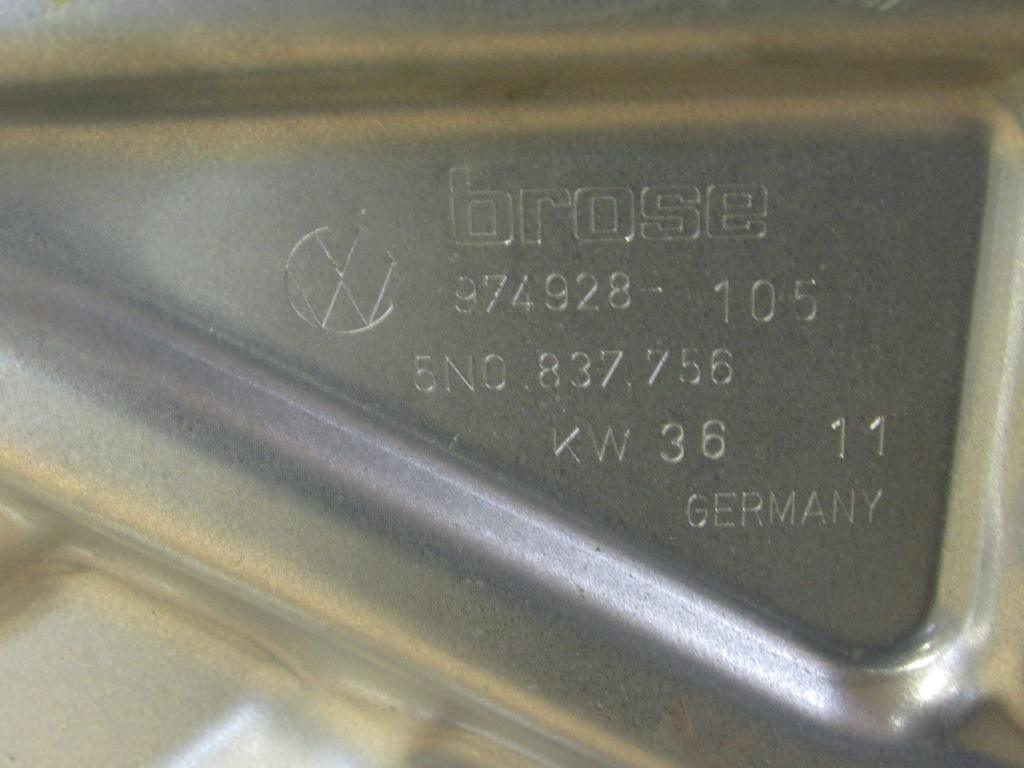 brose
974928- 105
5N0.837.756
KW 36 11
GERMANY